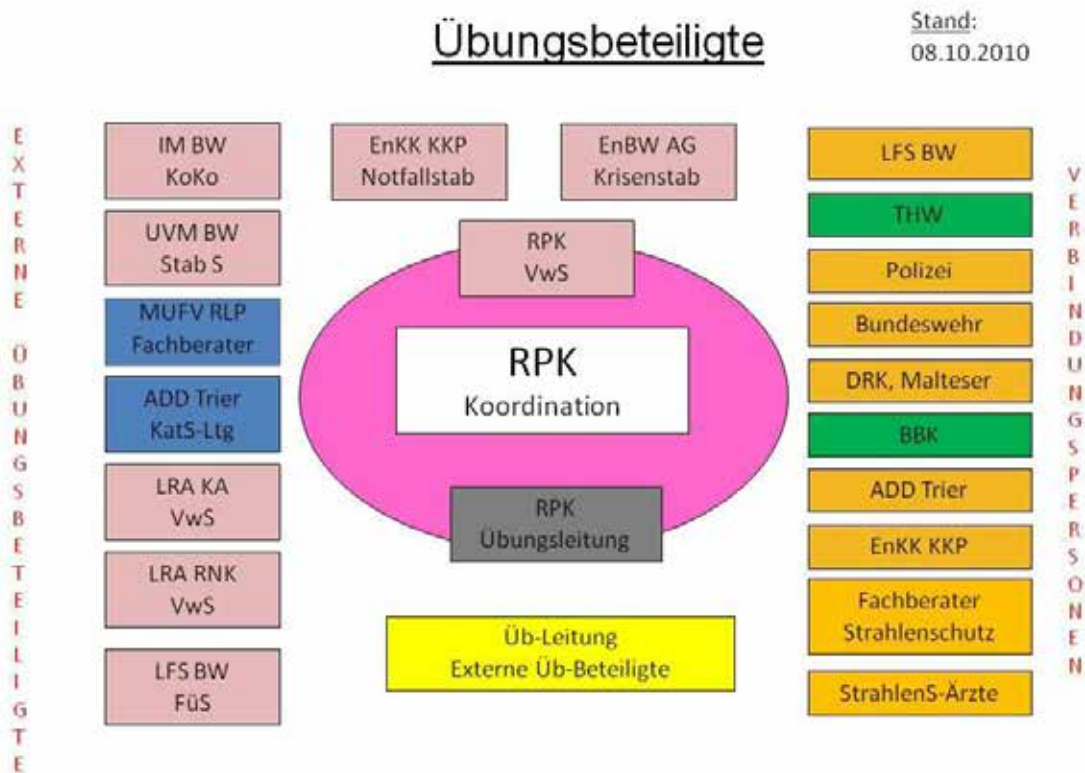 Übungsbeteiligte
Stand:
08.10.2010
EXTERNE ÜBUNGSBETEILIGTE
IM BW
KoKo
UVM BW
Stab S
MUFV RLP
Fachberater
ADD Trier
KatS-Ltg
LRA KA
VwS
LRA RNK
VwS
LFS BW
FüS
EnKK KKP
Notfallstab
EnBW AG
Krisenstab
RPK
VwS
RPK
Koordination
RPK
Übungsleitung
Üb-Leitung
Externe Üb-Beteiligte
LFS BW
THW
Polizei
Bundeswehr
DRK, Malteser
BBK
ADD Trier
EnKK KKP
Fachberater
Strahlenschutz
StrahlenS-Ärzte
VERBINDUNGSPERSONEN